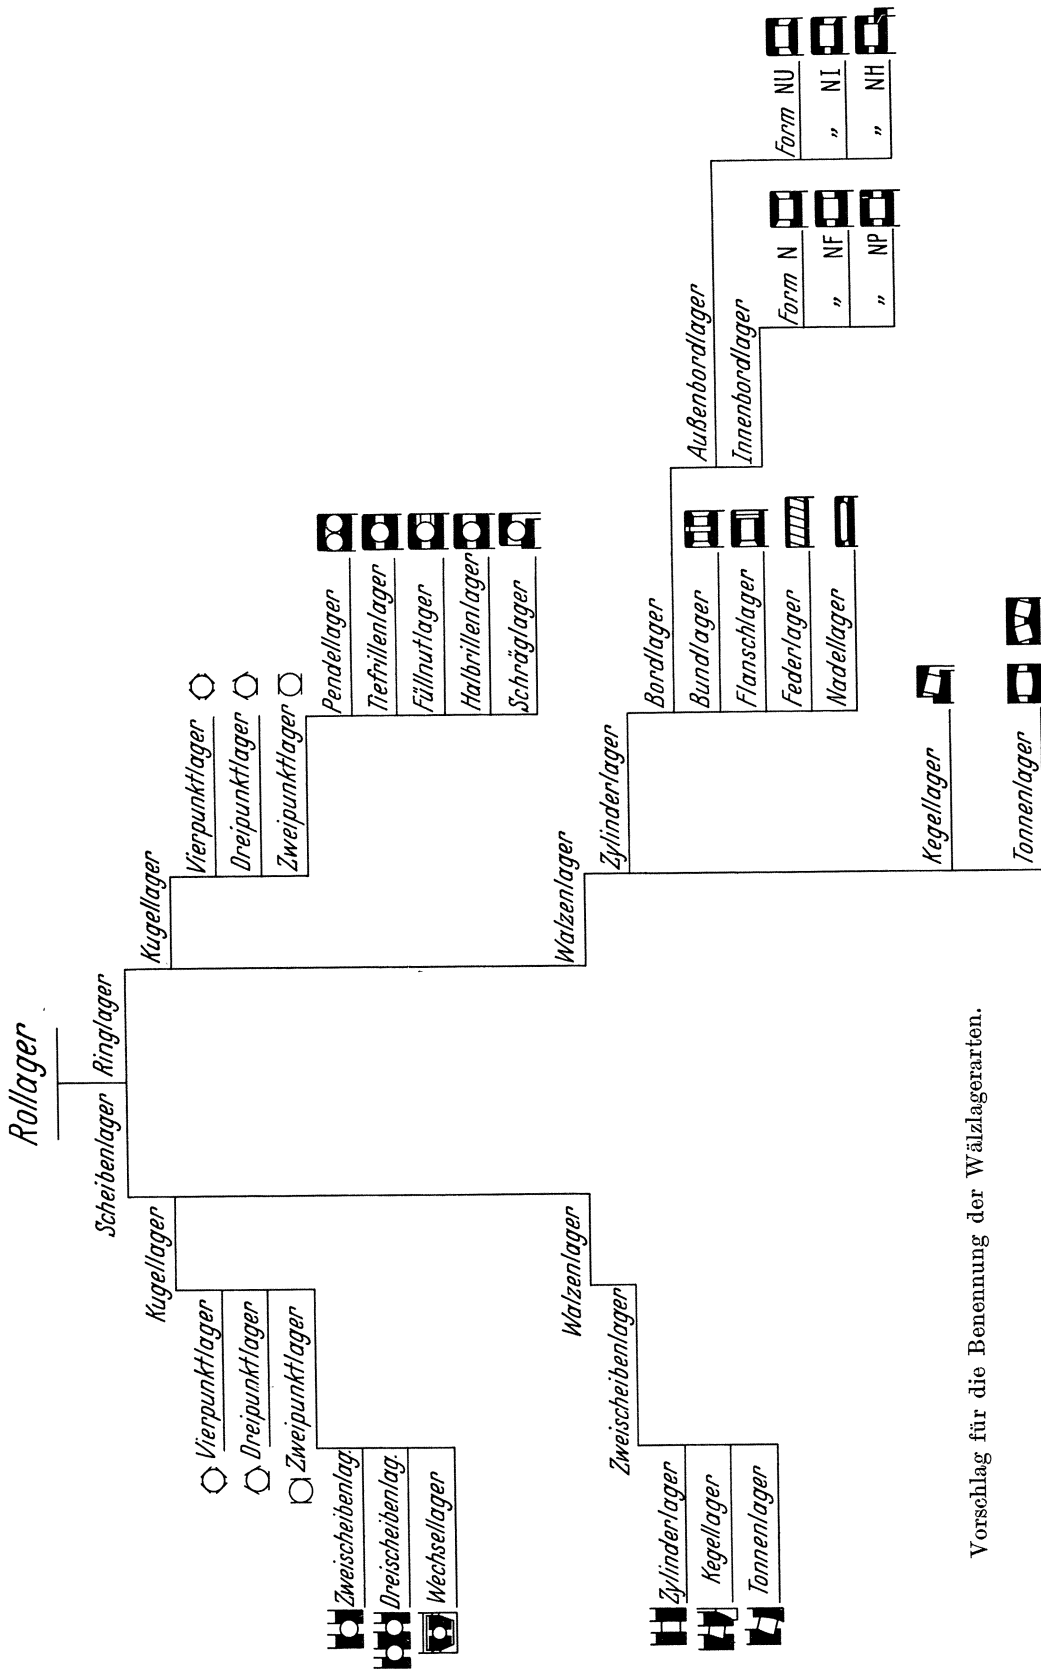 Rollager
Scheibenlager
Ringlager
Kugellager
Vierpunktlager
Dreipunktlager
Zweipunktlager
Zweischeibenlag.
Dreischeibenlag.
Wechsellager
Walzenlager
Zweischeibenlager
Zylinderlager
Kegellager
Tonnenlager
Kugellager
Vierpunktlager
Dreipunktlager
Zweipunktlager
Pendellager
Tiefrillenlager
Füllnutlager
Halbrillenlager
Schräglager
Walzenlager
Zylinderlager
Bordlager
Außenbordlager
Form NU
„ NI
„ NH
Innenbordlager
Form N
„ NF
„ NP
Bundlager
Flanschlager
Federlager
Nadellager
Kegellager
Tonnenlager
Vorschlag für die Benennung der Wälzlagerarten.